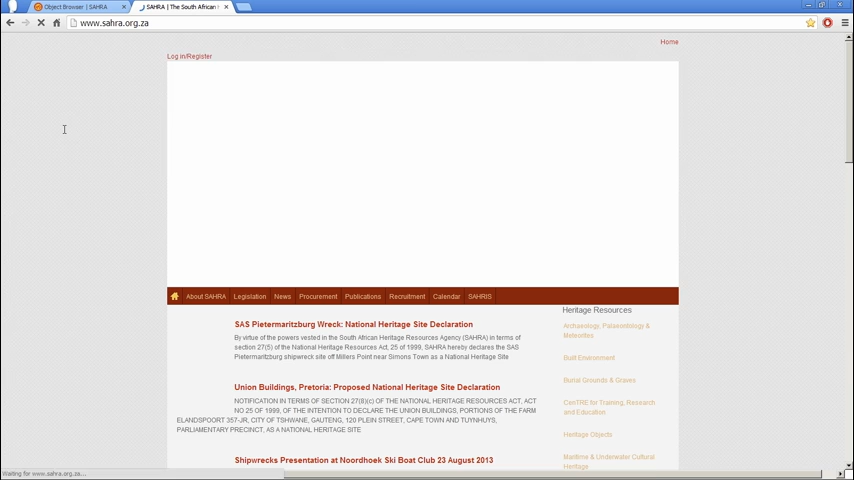 Object Browser | SAHRA
SAHRA | The South African H
www.sahra.org.za
Home
Log in/Register
About SAHRA Legislation News Procurement Publications Recruitment Calendar SAHRIS
SAS Pietermaritzburg Wreck: National Heritage Site Declaration
By virtue of the powers vested in the South African Heritage Resources Agency (SAHRA) in terms of
section 27(5) of the National Heritage Resources Act, 25 of 1999, SAHRA hereby declares the SAS
Pietermaritzburg shipwreck site off Millers Point near Simons Town as a National Heritage Site
Union Buildings, Pretoria: Proposed National Heritage Site Declaration
NOTIFICATION IN TERMS OF SECTION 27(8)(c) OF THE NATIONAL HERITAGE RESOURCES ACT, ACT
NO 25 OF 1999, OF THE INTENTION TO DECLARE THE UNION BUILDINGS, PORTIONS OF THE FARM
ELANDSPOORT 357-JR, CITY OF TSHWANE, GAUTENG, 120 PLEIN STREET, CAPE TOWN AND TUYNHUYS,
PARLIAMENTARY PRECINCT, AS A NATIONAL HERITAGE SITE
Shipwrecks Presentation at Noordhoek Ski Boat Club 23 August 2013
Heritage Resources
Archaeology, Palaeontology &
Meteorites
Built Environment
Burial Grounds & Graves
CenTRE for Training, Research
and Education
Heritage Objects
Maritime & Underwater Cultural
Heritage
Waiting for www.sahra.org.za...